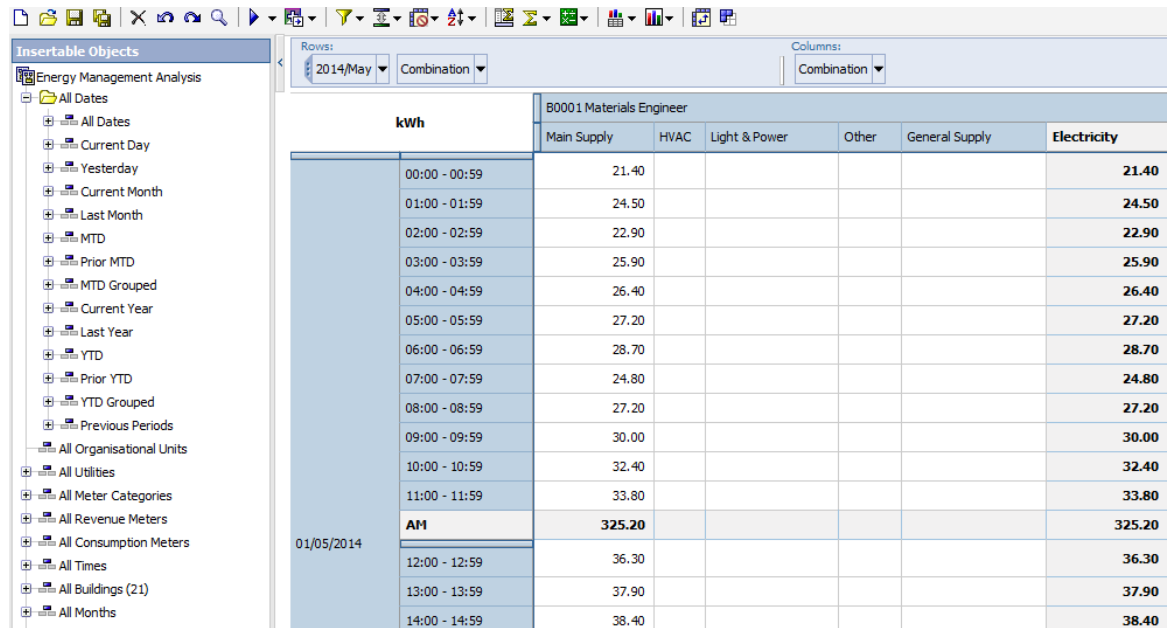 Insertable Objects
Energy Management Analysis
All Dates
All Dates
Current Day
Yesterday
Current Month
Last Month
MTD
Prior MTD
MTD Grouped
Current Year
Last Year
YTD
Prior YTD
YTD Grouped
Previous Periods
All Organisational Units
All Utilities
All Meter Categories
All Revenue Meters
All Consumption Meters
All Times
All Buildings (21)
All Months
Rows: Columns:
2014/May Combination Combination
kWh B0001 Materials Engineer
Main Supply HVAC Light & Power Other General Supply Electricity
00:00 - 00:59 21.40 21.40
01:00 - 01:59 24.50 24.50
02:00 - 02:59 22.90 22.90
03:00 - 03:59 25.90 25.90
04:00 - 04:59 26.40 26.40
05:00 - 05:59 27.20 27.20
06:00 - 06:59 28.70 28.70
07:00 - 07:59 24.80 24.80
08:00 - 08:59 27.20 27.20
09:00 - 09:59 30.00 30.00
10:00 - 10:59 32.40 32.40
11:00 - 11:59 33.80 33.80
AM 325.20 325.20
01/05/2014
12:00 - 12:59 36.30 36.30
13:00 - 13:59 37.90 37.90
14:00 - 14:59 38.40 38.40